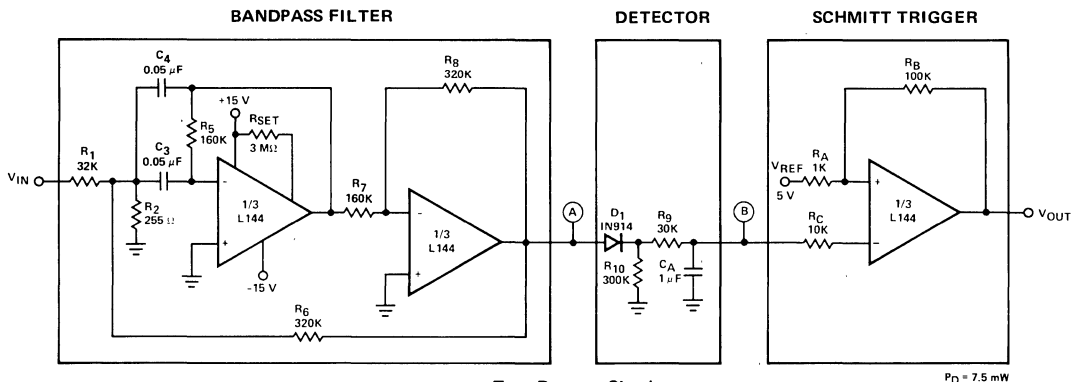 BANDPASS FILTER
DETECTOR
SCHMITT TRIGGER
C4
0.05 µF
R8
320K
RB
100K
+15 V
RSET
3 MΩ
R5
160K
C3
0.05 µF
R1
32K
VIN
R2
255 Ω
-
+
1/3
L144
-15 V
R7
160K
-
+
1/3
L144
R6
320K
A
D1
IN914
R9
30K
R10
300K
CA
1 µF
B
VREF
5 V
RA
1K
RC
10K
+
-
1/3
L144
VOUT
PD = 7.5 mW